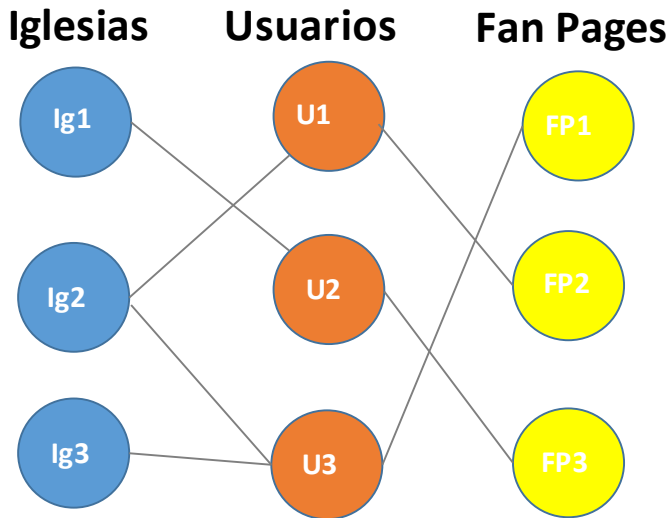 Iglesias Usuarios Fan Pages
Ig1 U1 FP1
Ig2 U2 FP2
Ig3 U3 FP3